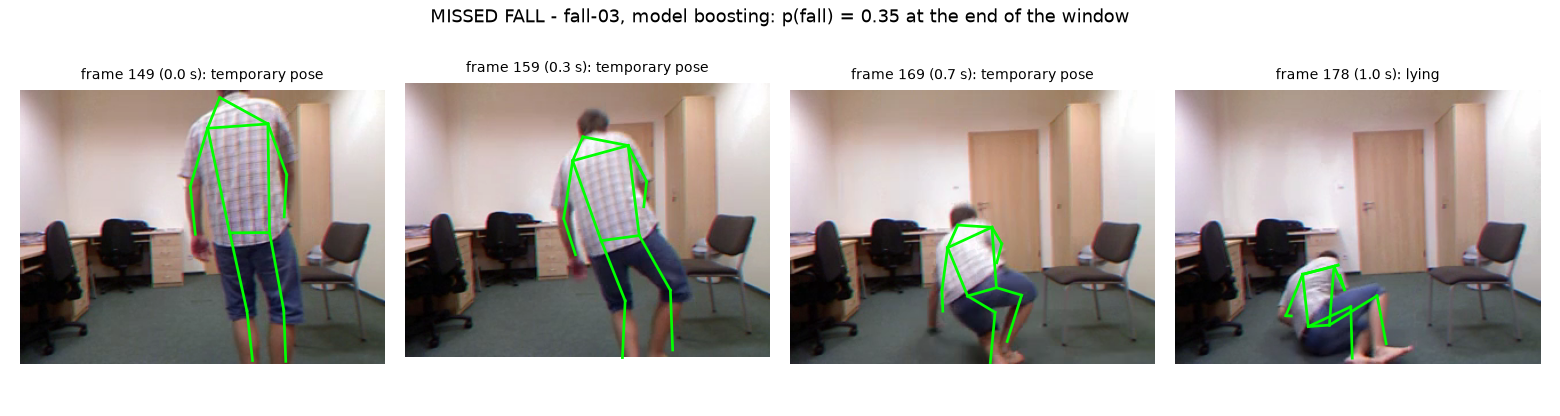 MISSED FALL - fall-03, model boosting: p(fall) = 0.35 at the end of the window
frame 149 (0.0 s): temporary pose
frame 159 (0.3 s): temporary pose
frame 169 (0.7 s): temporary pose
frame 178 (1.0 s): lying